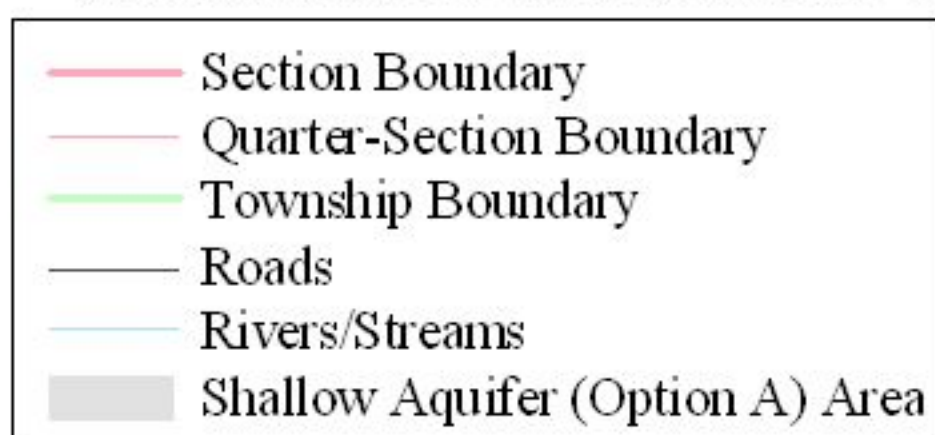 Section Boundary
Quarter-Section Boundary
Township Boundary
Roads
Rivers/Streams
Shallow Aquifer (Option A) Area